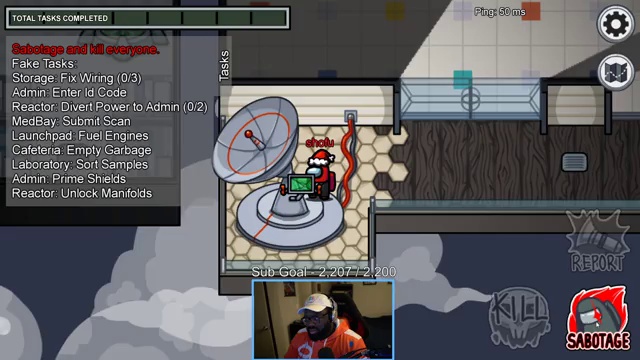 TOTAL TASKS COMPLETED
Ping: 50 ms
Sabotage and kill everyone.
Fake Tasks:
Storage: Fix Wiring (0/3)
Admin: Enter Id Code
Reactor: Divert Power to Admin (0/2)
MedBay: Submit Scan
Launchpad: Fuel Engines
Cafeteria: Empty Garbage
Laboratory: Sort Samples
Admin: Prime Shields
Reactor: Unlock Manifolds
Tasks
shofu
Sub Goal - 2,207 / 2,200
REPORT
KILL
SABOTAGE